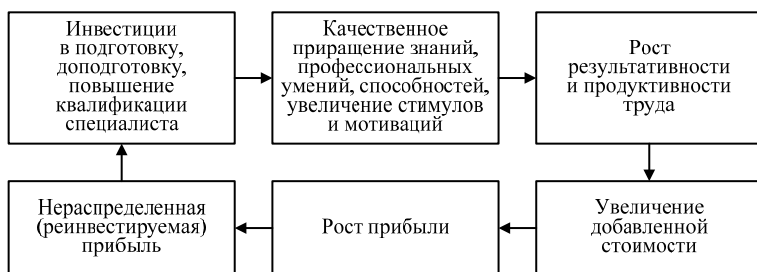 Инвестиции
в подготовку,
доподготовку,
повышение
квалификации
специалиста
Качественное
приращение знаний,
профессиональных
умений, способностей,
увеличение стимулов
и мотиваций
Рост
результативности
и продуктивности
труда
Нераспределенная
(реинвестируемая)
прибыль
Рост прибыли
Увеличение
добавленной
стоимости